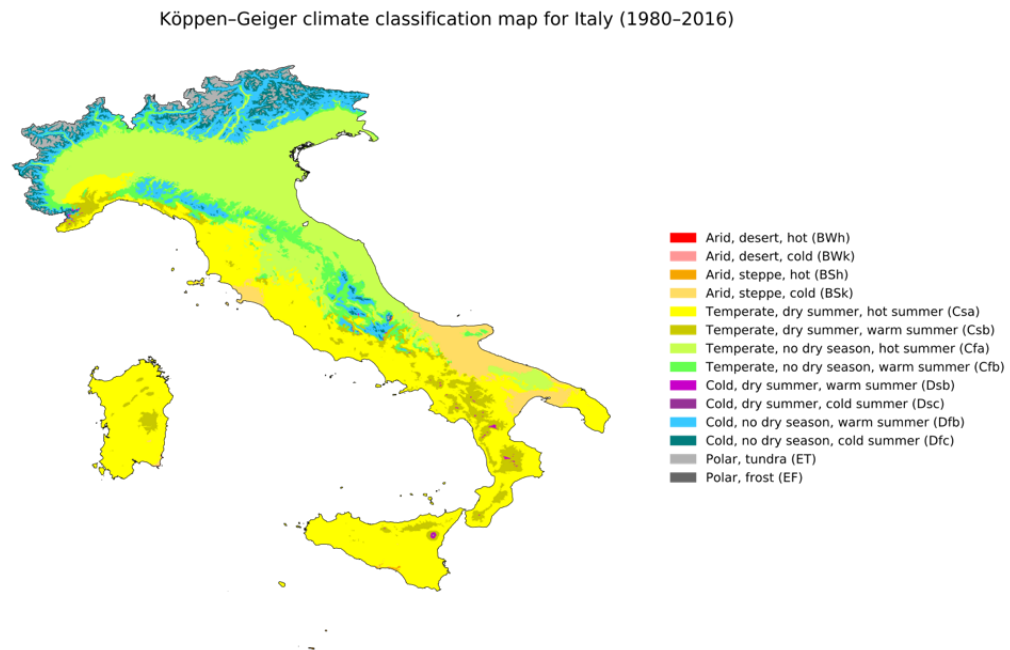 Köppen–Geiger climate classification map for Italy (1980–2016)
Arid, desert, hot (BWh)
Arid, desert, cold (BWk)
Arid, steppe, hot (BSh)
Arid, steppe, cold (BSk)
Temperate, dry summer, hot summer (Csa)
Temperate, dry summer, warm summer (Csb)
Temperate, no dry season, hot summer (Cfa)
Temperate, no dry season, warm summer (Cfb)
Cold, dry summer, warm summer (Dsb)
Cold, dry summer, cold summer (Dsc)
Cold, no dry season, warm summer (Dfb)
Cold, no dry season, cold summer (Dfc)
Polar, tundra (ET)
Polar, frost (EF)